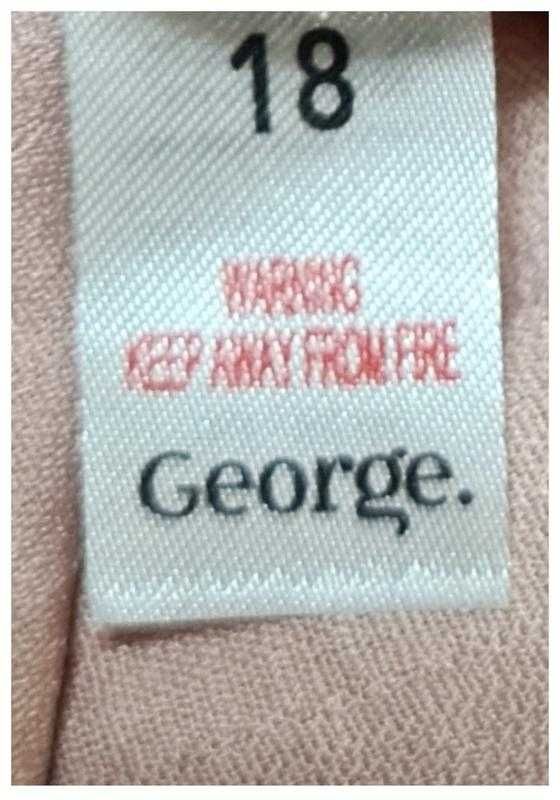 18
WARNING
KEEP AWAY FROM FIRE
George.